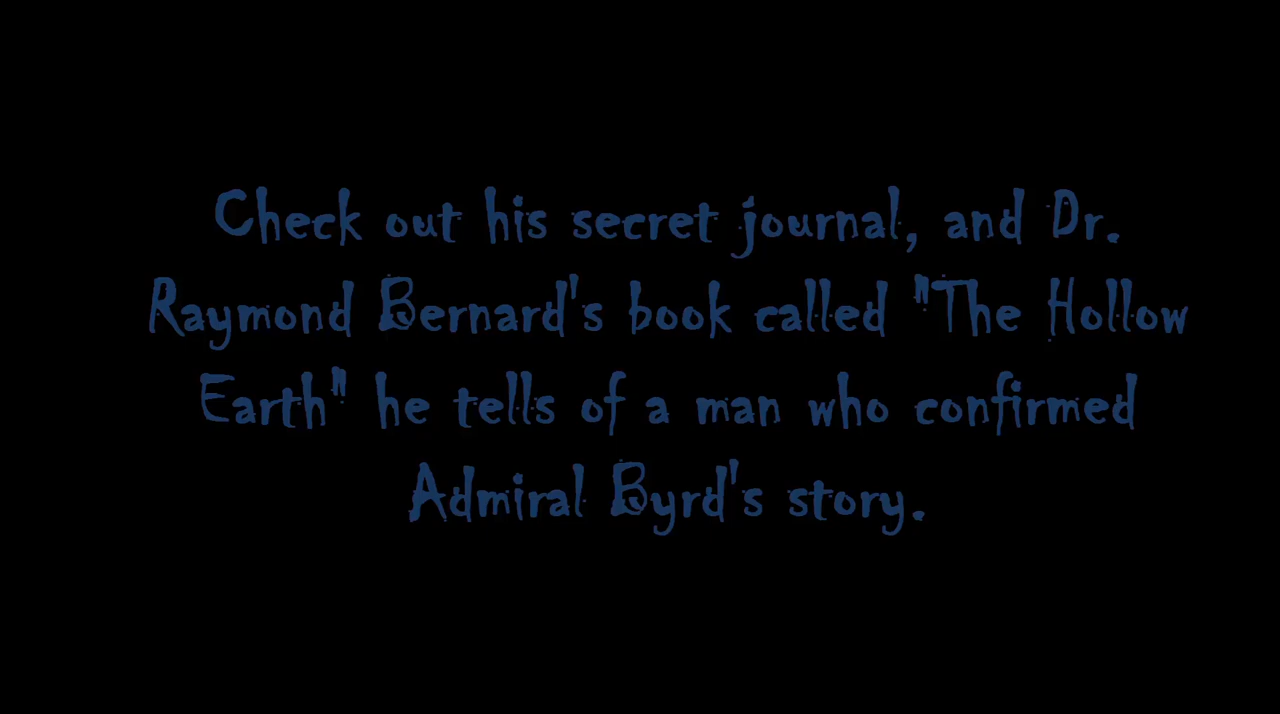 Check out his secret journal, and Dr.
Raymond Bernard's book called "The Hollow
Earth" he tells of a man who confirmed
Admiral Byrd's story.